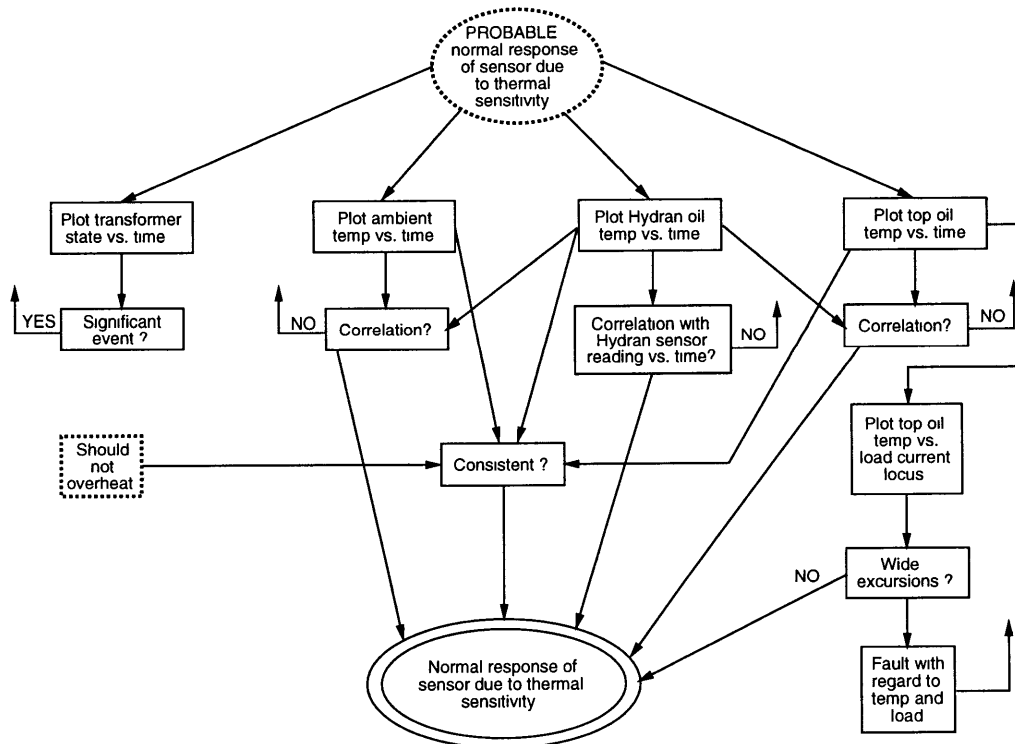 PROBABLE
normal response
of sensor due
to thermal
sensitivity
Plot transformer
state vs. time
Plot ambient
temp vs. time
Plot Hydran oil
temp vs. time
Plot top oil
temp vs. time
YES
Significant
event ?
NO
Correlation?
Correlation with
Hydran sensor
reading vs. time?
NO
Correlation?
NO
Plot top oil
temp vs.
load current
locus
Should
not
overheat
Consistent ?
NO
Wide
excursions ?
Normal response of
sensor due to thermal
sensitivity
Fault with
regard to
temp and
load